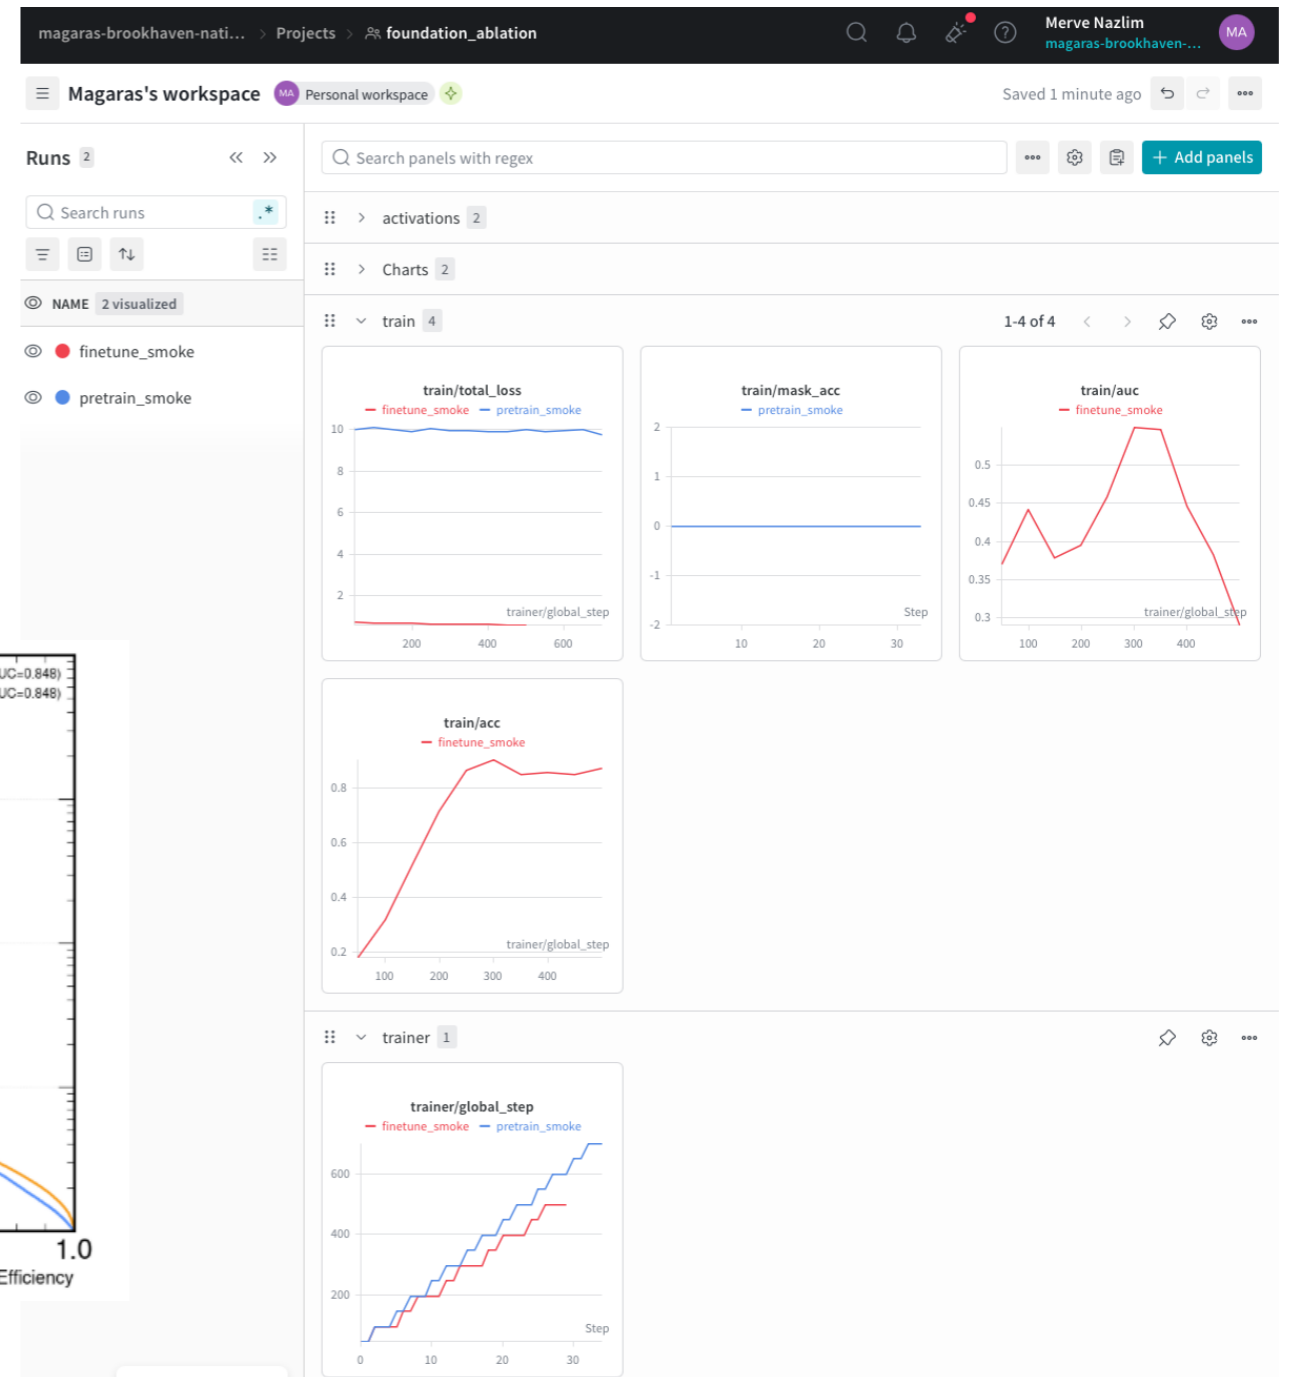 magaras-brookhaven-nati... > Projects > foundation_ablation
Merve Nazlim
magaras-brookhaven-...
MA
Magaras's workspace MA Personal workspace
Saved 1 minute ago
Runs 2
Search runs .*
NAME 2 visualized
finetune_smoke
pretrain_smoke
Search panels with regex
+ Add panels
activations 2
Charts 2
train 4
1-4 of 4
train/total_loss
finetune_smoke pretrain_smoke
10
8
6
4
2
trainer/global_step
200 400 600
train/mask_acc
pretrain_smoke
2
1
0
-1
-2
Step
10 20 30
train/auc
finetune_smoke
0.5
0.45
0.4
0.35
0.3
trainer/global_step
100 200 300 400
train/acc
finetune_smoke
0.8
0.6
0.4
0.2
trainer/global_step
100 200 300 400
trainer 1
trainer/global_step
finetune_smoke pretrain_smoke
600
400
200
Step
0 10 20 30
UC=0.848)
UC=0.848)
1.0
Efficiency